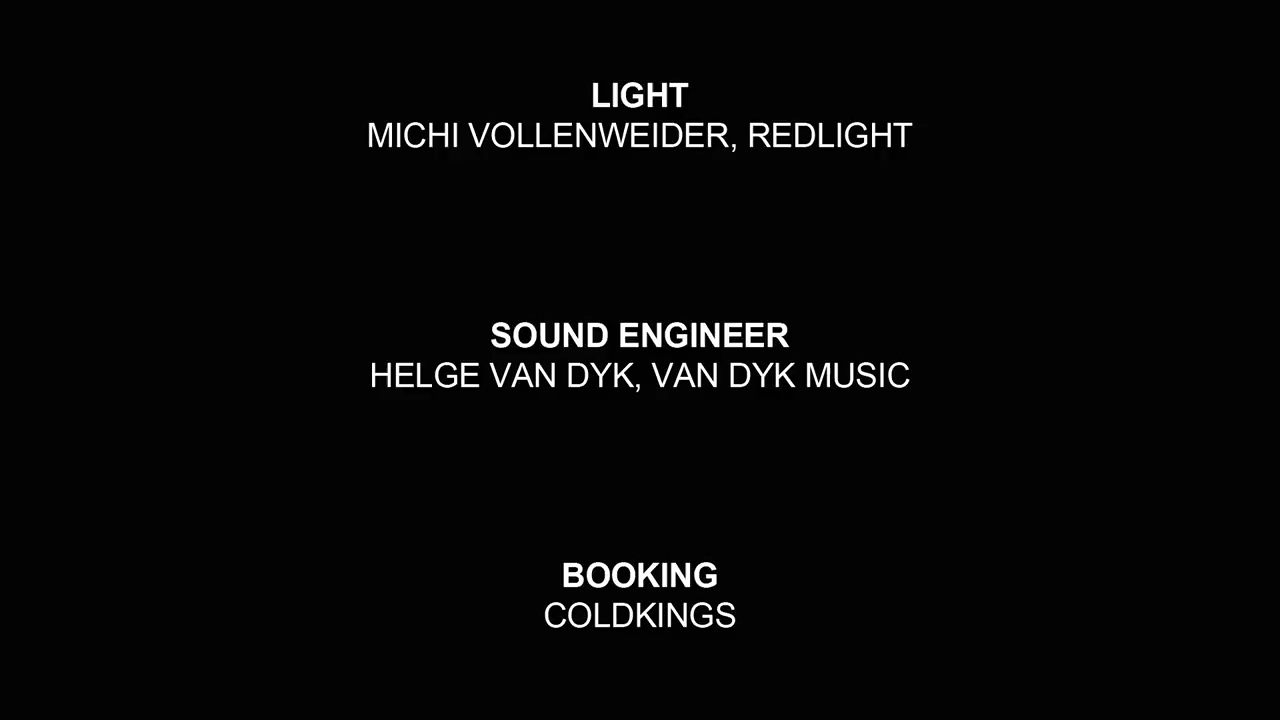 LIGHT
MICHI VOLLENWEIDER, REDLIGHT
SOUND ENGINEER
HELGE VAN DYK, VAN DYK MUSIC
BOOKING
COLDKINGS